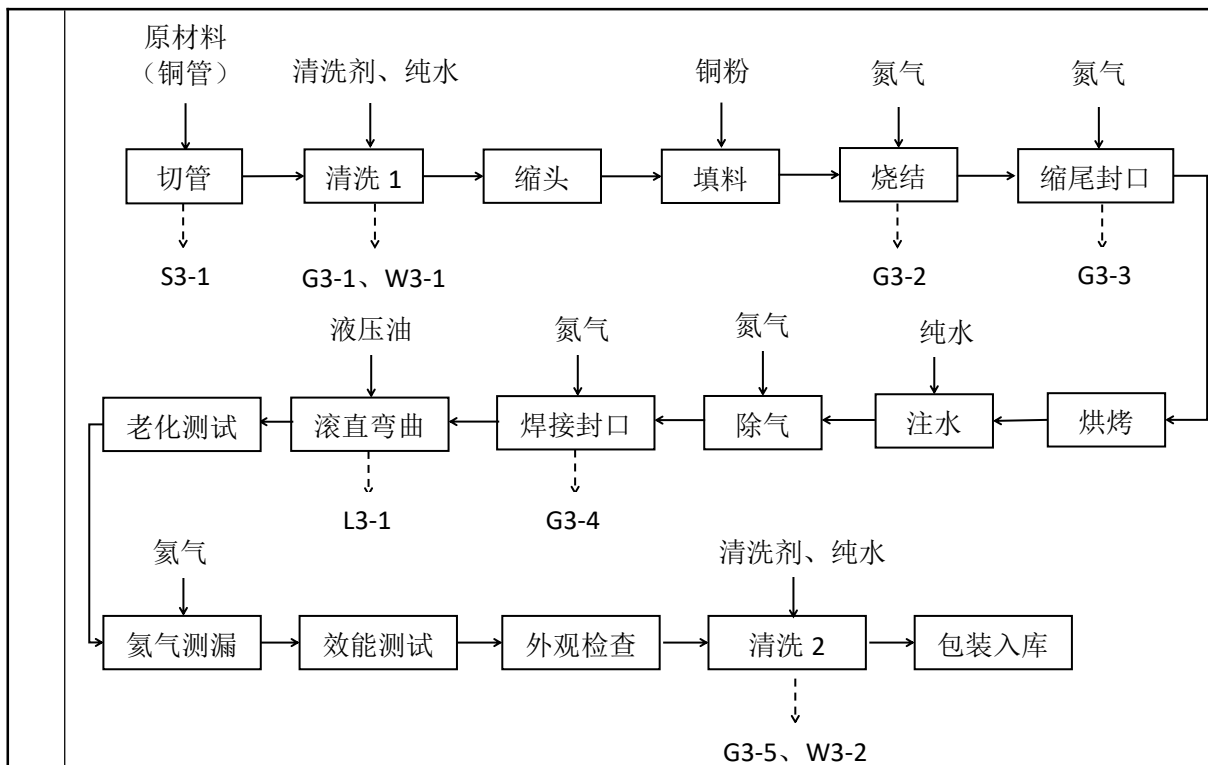 原材料
（铜管）
清洗剂、纯水
铜粉
氮气
氮气
切管
清洗 1
缩头
填料
烧结
缩尾封口
S3-1
G3-1、W3-1
G3-2
G3-3
液压油
氮气
氮气
纯水
老化测试
滚直弯曲
焊接封口
除气
注水
烘烤
L3-1
G3-4
氦气
清洗剂、纯水
氦气测漏
效能测试
外观检查
清洗 2
包装入库
G3-5、W3-2